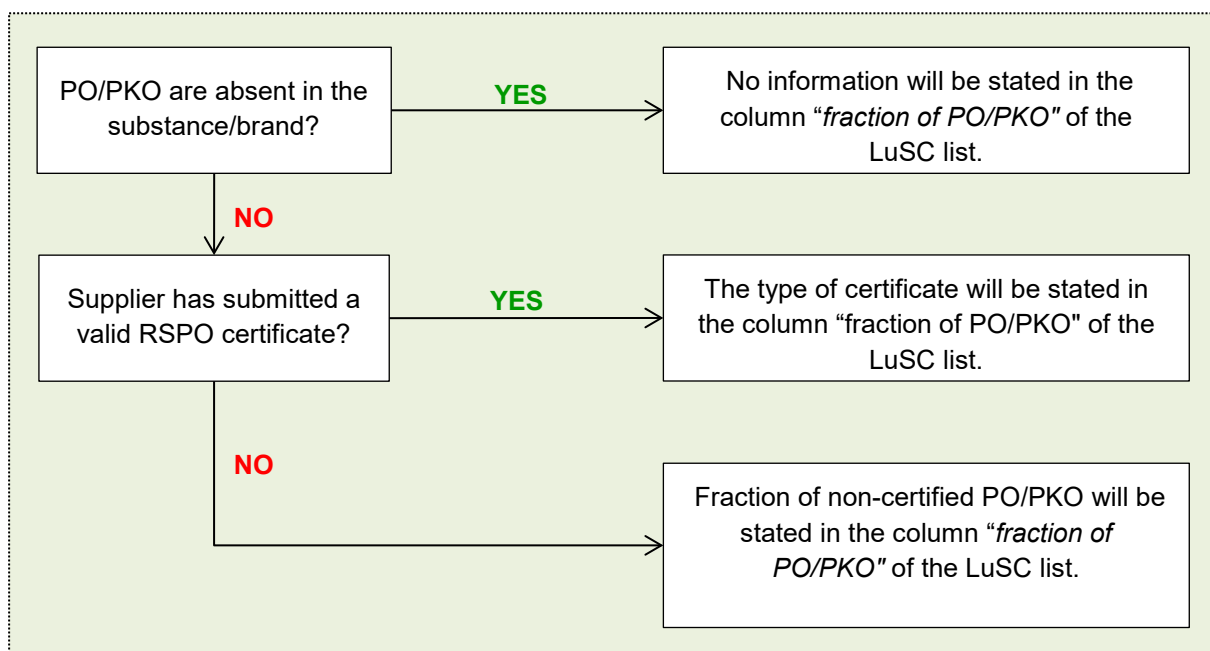 PO/PKO are absent in the
substance/brand?
YES
No information will be stated in the
column “fraction of PO/PKO" of the
LuSC list.
NO
Supplier has submitted a
valid RSPO certificate?
YES
The type of certificate will be stated in
the column “fraction of PO/PKO" of the
LuSC list.
NO
Fraction of non-certified PO/PKO will be
stated in the column “fraction of
PO/PKO" of the LuSC list.